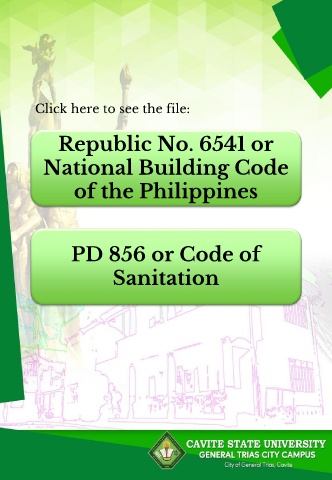 Click here to see the file:
Republic No. 6541 or
National Building Code
of the Philippines
PD 856 or Code of
Sanitation
CAVITE STATE UNIVERSITY
GENERAL TRIAS CITY CAMPUS
City of General Trias, Cavite